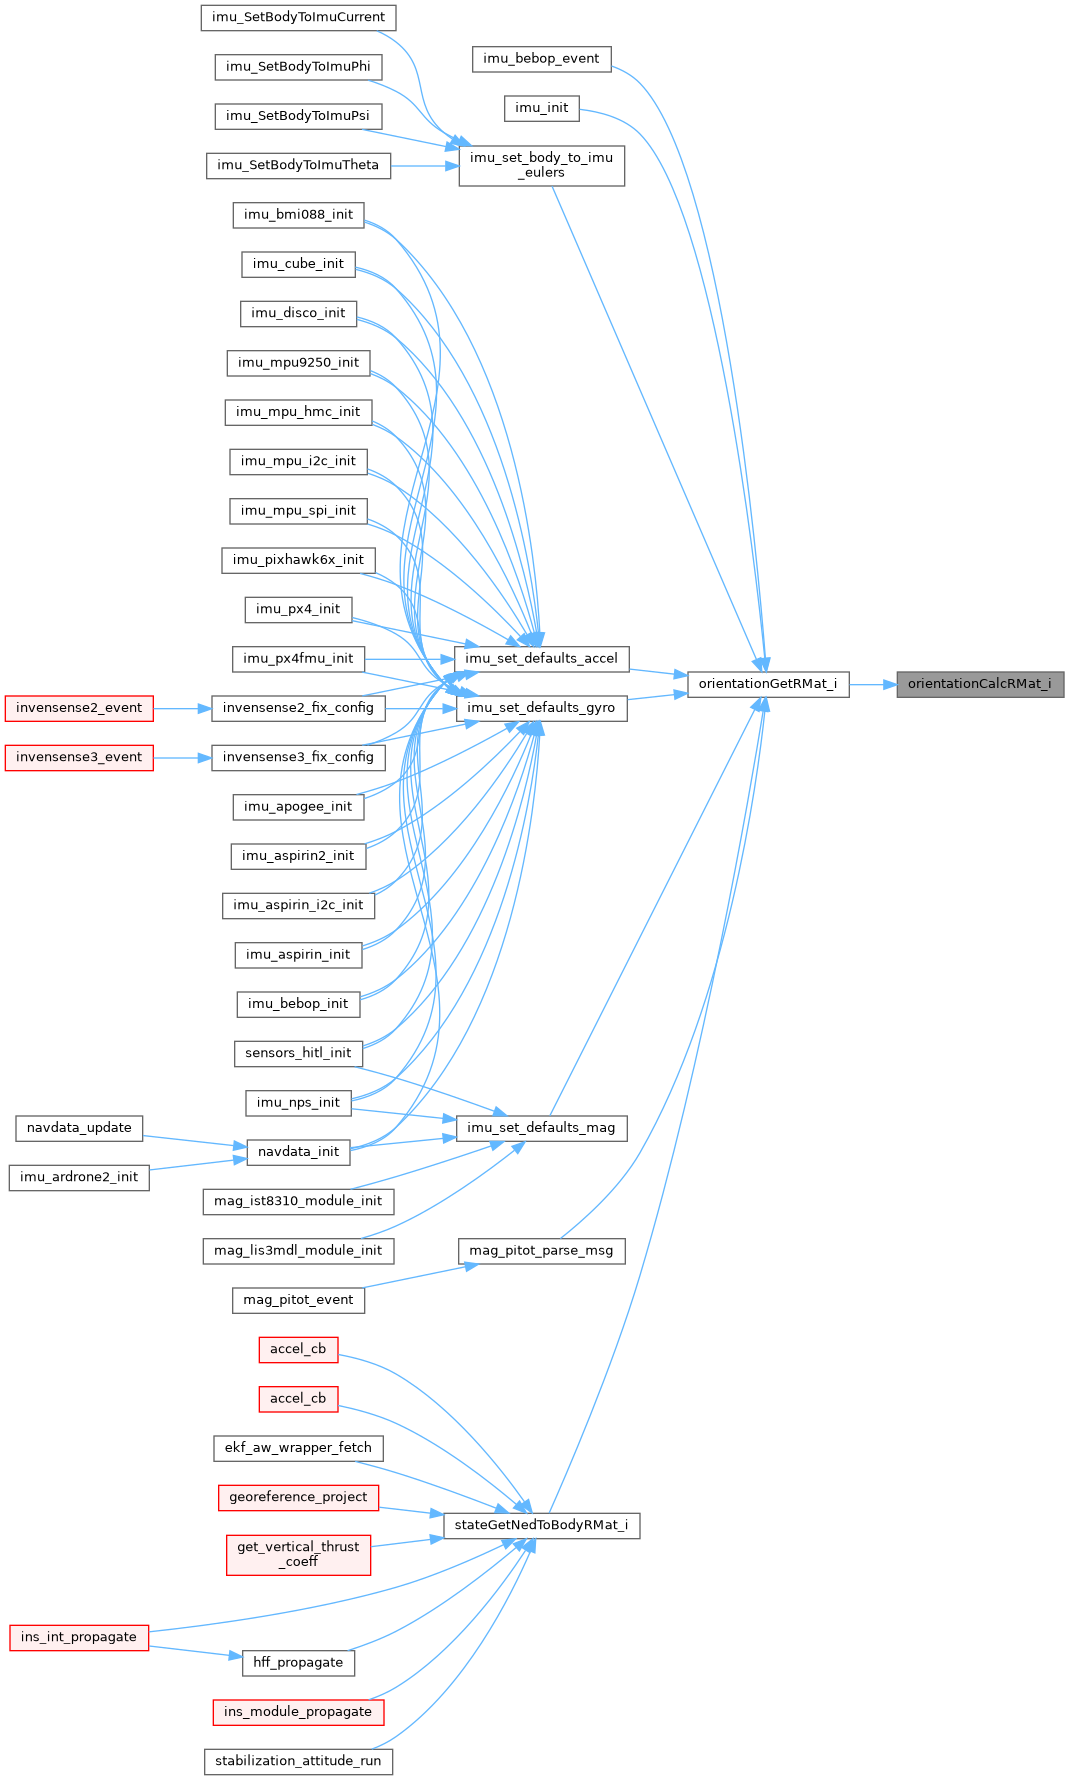 imu_SetBodyToImuCurrent
imu_SetBodyToImuPhi
imu_bebop_event
imu_init
imu_SetBodyToImuPsi
imu_set_body_to_imu
_eulers
imu_SetBodyToImuTheta
imu_bmi088_init
imu_cube_init
imu_disco_init
imu_mpu9250_init
imu_mpu_hmc_init
imu_mpu_i2c_init
imu_mpu_spi_init
imu_pixhawk6x_init
imu_px4_init
imu_px4fmu_init
imu_set_defaults_accel
orientationGetRMat_i
orientationCalcRMat_i
invensense2_event
invensense2_fix_config
imu_set_defaults_gyro
invensense3_event
invensense3_fix_config
imu_apogee_init
imu_aspirin2_init
imu_aspirin_i2c_init
imu_aspirin_init
imu_bebop_init
sensors_hitl_init
imu_nps_init
navdata_update
imu_set_defaults_mag
navdata_init
imu_ardrone2_init
mag_ist8310_module_init
mag_lis3mdl_module_init
mag_pitot_parse_msg
mag_pitot_event
accel_cb
accel_cb
ekf_aw_wrapper_fetch
georeference_project
stateGetNedToBodyRMat_i
get_vertical_thrust
_coeff
ins_int_propagate
hff_propagate
ins_module_propagate
stabilization_attitude_run